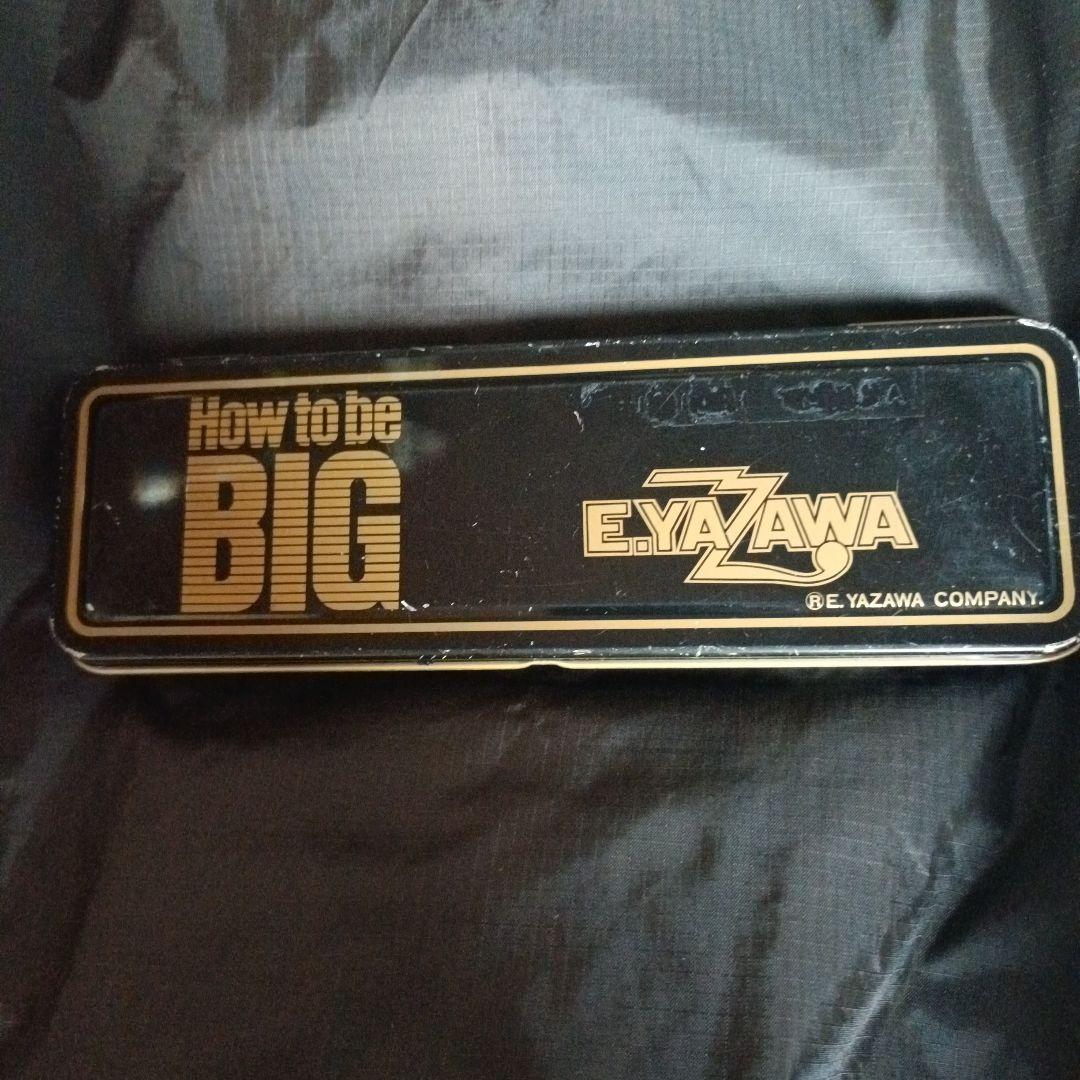 How to be
BIG
E.YAZAWA
®E. YAZAWA COMPANY.